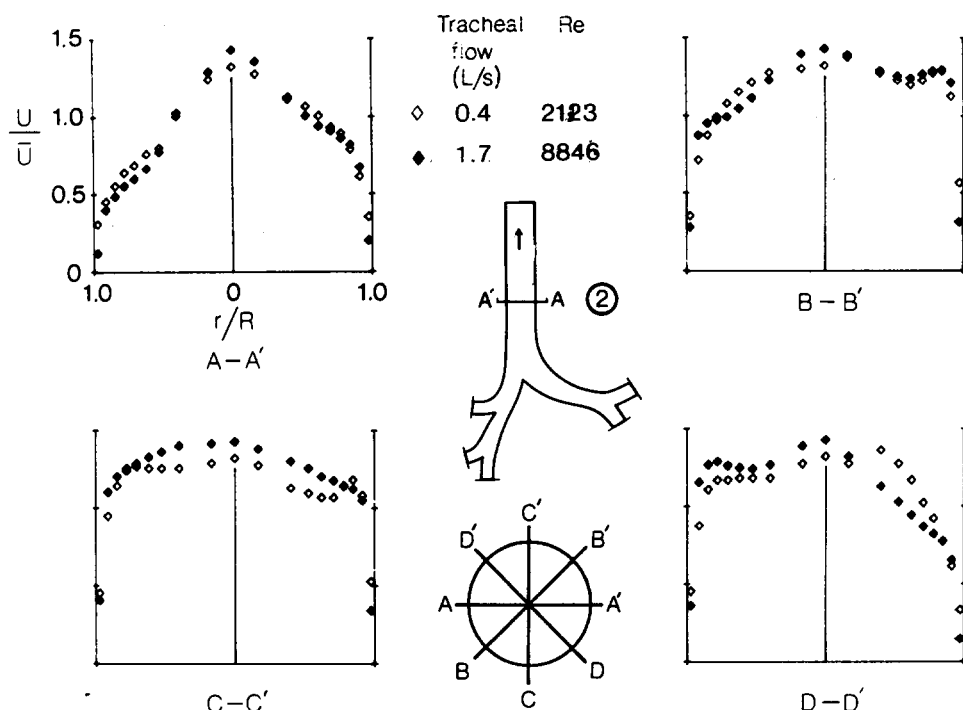 1.5
1.0
0.5
0
U
Ū
1.0 0 1.0
r/R
A–A′
Tracheal flow (L/s) Re
◇ 0.4 2123
◆ 1.7 8846
B–B′
A′ A ②
C–C′
C′
D′ B′
A A′
B D
C
D–D′